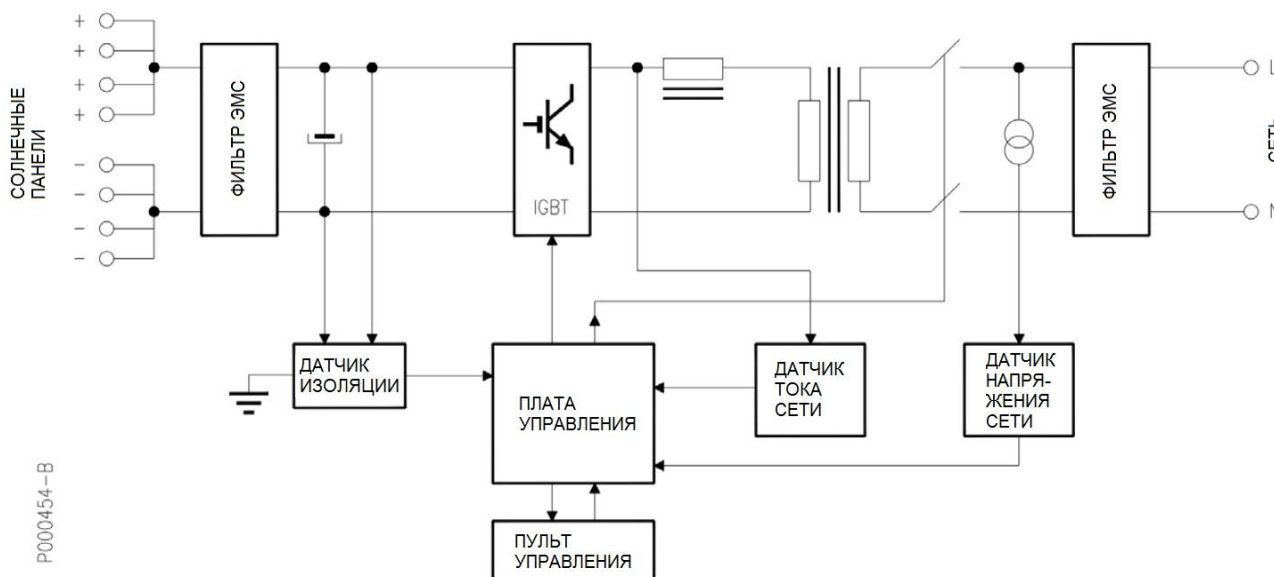 +
+
+
+
-
-
-
-
СОЛНЕЧНЫЕ
ПАНЕЛИ
ФИЛЬТР ЭМС
IGBT
ФИЛЬТР ЭМС
L
N
СЕТЬ
ДАТЧИК
ИЗОЛЯЦИИ
ПЛАТА
УПРАВЛЕНИЯ
ДАТЧИК
ТОКА
СЕТИ
ДАТЧИК
НАПРЯ-
ЖЕНИЯ
СЕТИ
ПУЛЬТ
УПРАВЛЕНИЯ
P000454-B